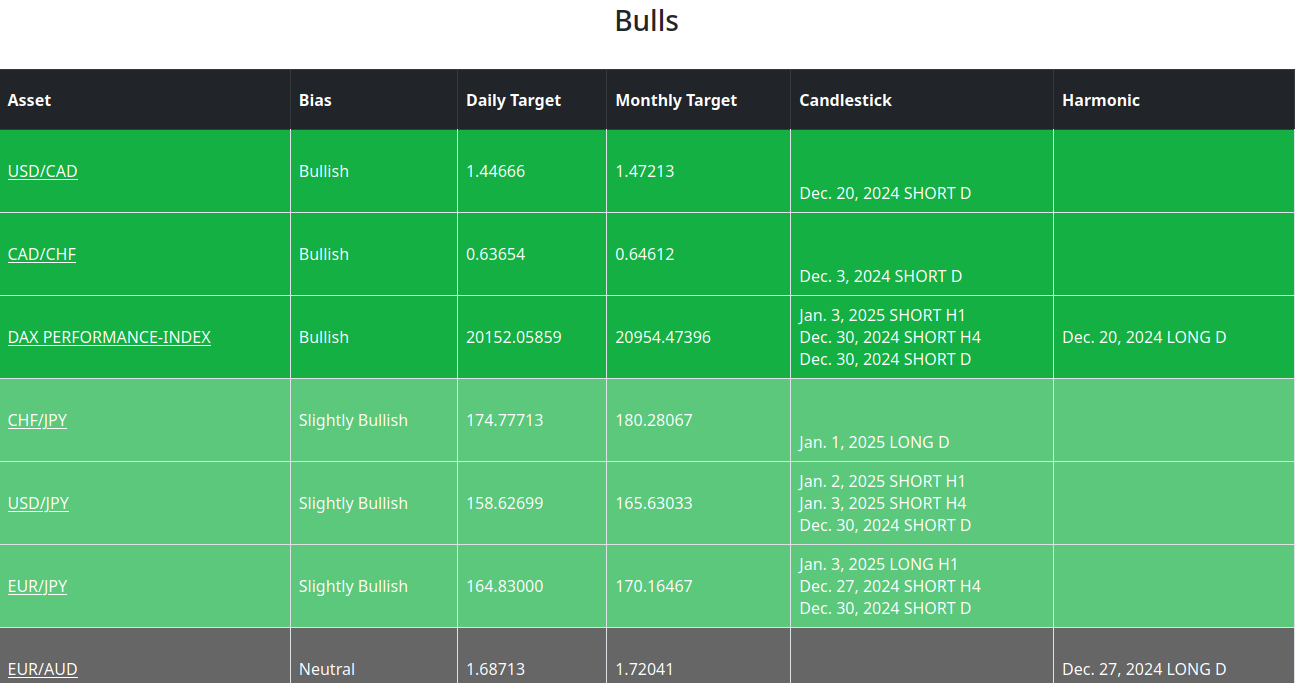 Bulls
Asset Bias Daily Target Monthly Target Candlestick Harmonic
USD/CAD Bullish 1.44666 1.47213
Dec. 20, 2024 SHORT D
CAD/CHF Bullish 0.63654 0.64612
Dec. 3, 2024 SHORT D
Jan. 3, 2025 SHORT H1
DAX PERFORMANCE-INDEX Bullish 20152.05859 20954.47396 Dec. 30, 2024 SHORT H4 Dec. 20, 2024 LONG D
Dec. 30, 2024 SHORT D
CHF/JPY Slightly Bullish 174.77713 180.28067
Jan. 1, 2025 LONG D
Jan. 2, 2025 SHORT H1
USD/JPY Slightly Bullish 158.62699 165.63033 Jan. 3, 2025 SHORT H4
Dec. 30, 2024 SHORT D
Jan. 3, 2025 LONG H1
EUR/JPY Slightly Bullish 164.83000 170.16467 Dec. 27, 2024 SHORT H4
Dec. 30, 2024 SHORT D
EUR/AUD Neutral 1.68713 1.72041 Dec. 27, 2024 LONG D